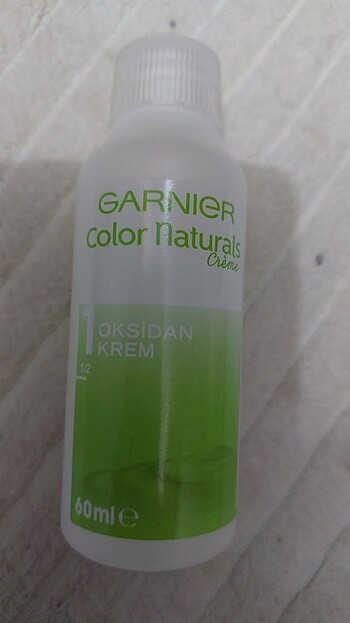 GARNIER
Color Naturals
Crème
1
OKSİDAN
KREM
1/2
60ml e